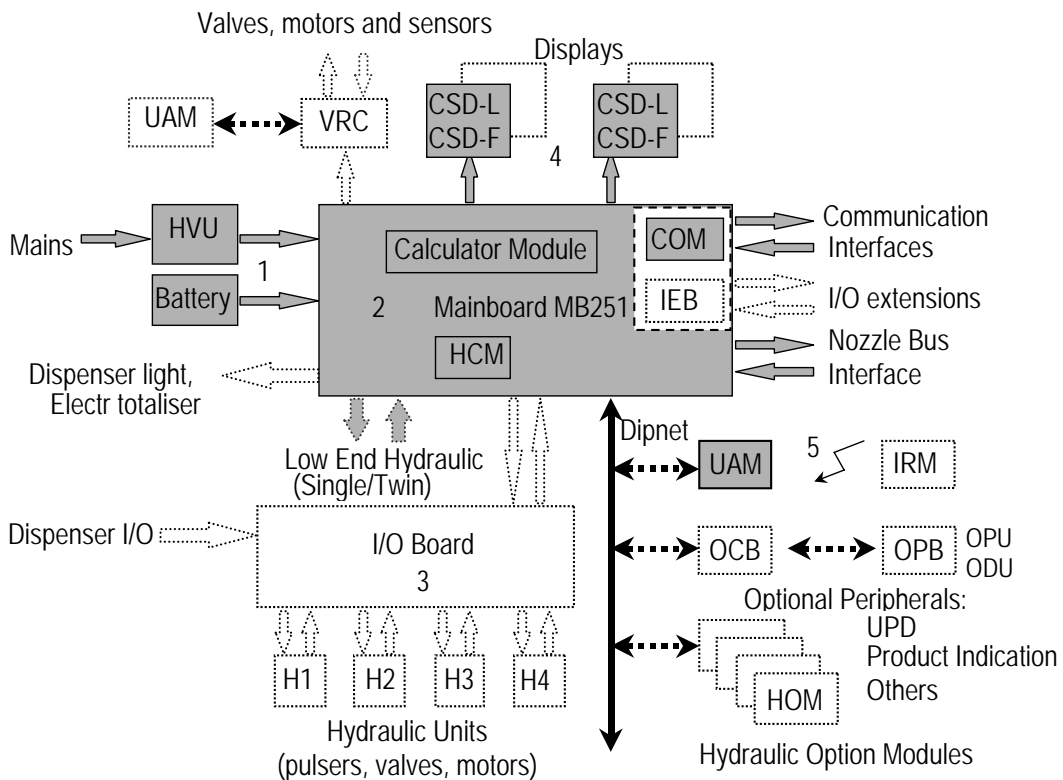 Valves, motors and sensors
Displays
UAM
VRC
CSD-L
CSD-F
CSD-L
CSD-F
4
Mains
HVU
Battery
1
Calculator Module
2
Mainboard MB251
HCM
COM
IEB
Communication
Interfaces
I/O extensions
Nozzle Bus
Interface
Dispenser light,
Electr totaliser
Low End Hydraulic
(Single/Twin)
Dipnet
UAM
5
IRM
Dispenser I/O
I/O Board
3
OCB
OPB
OPU
ODU
Optional Peripherals:
UPD
Product Indication
Others
HOM
H1
H2
H3
H4
Hydraulic Units
(pulsers, valves, motors)
Hydraulic Option Modules